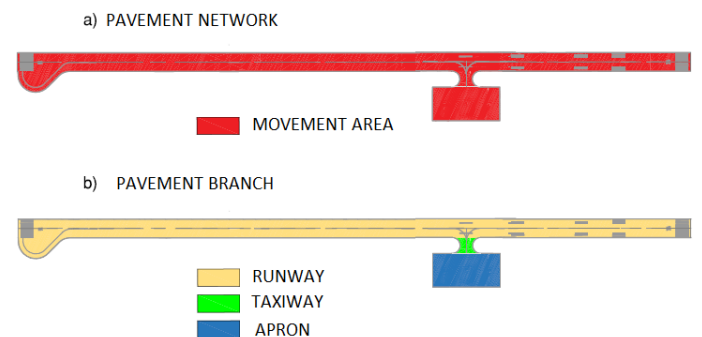 a) PAVEMENT NETWORK
MOVEMENT AREA
b) PAVEMENT BRANCH
RUNWAY
TAXIWAY
APRON